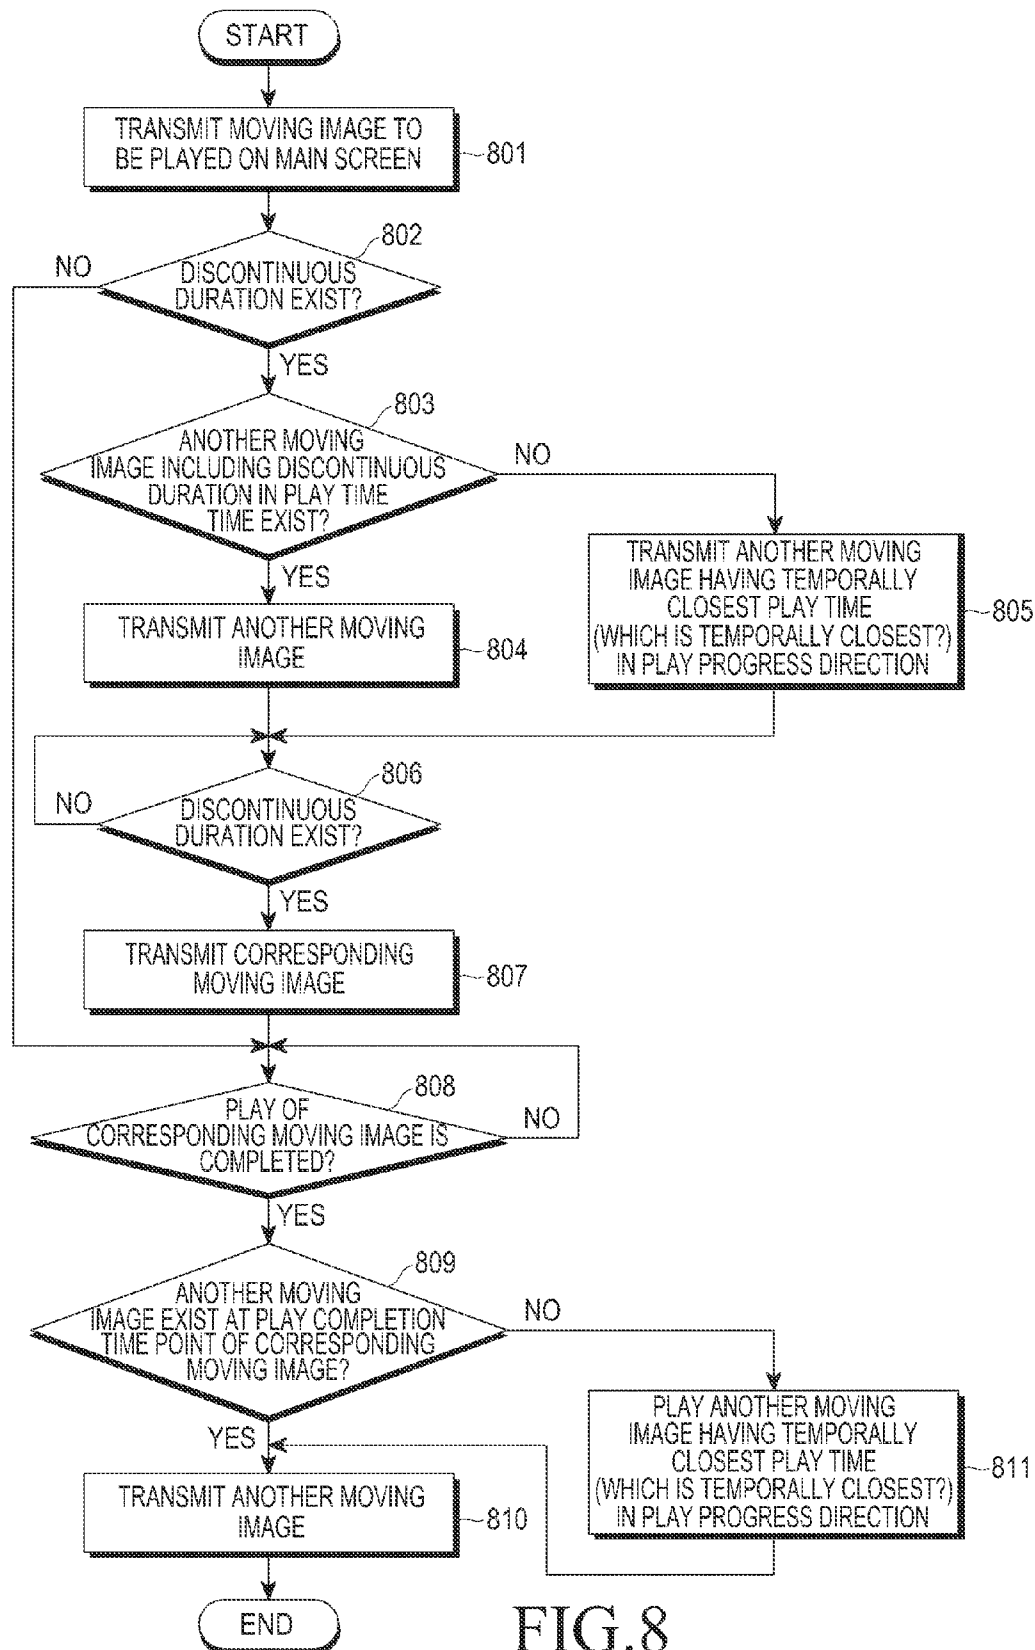 START
TRANSMIT MOVING IMAGE TO
BE PLAYED ON MAIN SCREEN
801
802
NO
DISCONTINUOUS
DURATION EXIST?
YES
803
ANOTHER MOVING
IMAGE INCLUDING DISCONTINUOUS
DURATION IN PLAY TIME
TIME EXIST?
NO
YES
TRANSMIT ANOTHER MOVING
IMAGE
804
TRANSMIT ANOTHER MOVING
IMAGE HAVING TEMPORALLY
CLOSEST PLAY TIME
(WHICH IS TEMPORALLY CLOSEST?)
IN PLAY PROGRESS DIRECTION
805
806
NO
DISCONTINUOUS
DURATION EXIST?
YES
TRANSMIT CORRESPONDING
MOVING IMAGE
807
808
PLAY OF
CORRESPONDING MOVING IMAGE IS
COMPLETED?
NO
YES
809
ANOTHER MOVING
IMAGE EXIST AT PLAY COMPLETION
TIME POINT OF CORRESPONDING
MOVING IMAGE?
NO
YES
PLAY ANOTHER MOVING
IMAGE HAVING TEMPORALLY
CLOSEST PLAY TIME
(WHICH IS TEMPORALLY CLOSEST?)
IN PLAY PROGRESS DIRECTION
811
TRANSMIT ANOTHER MOVING
IMAGE
810
END
FIG.8